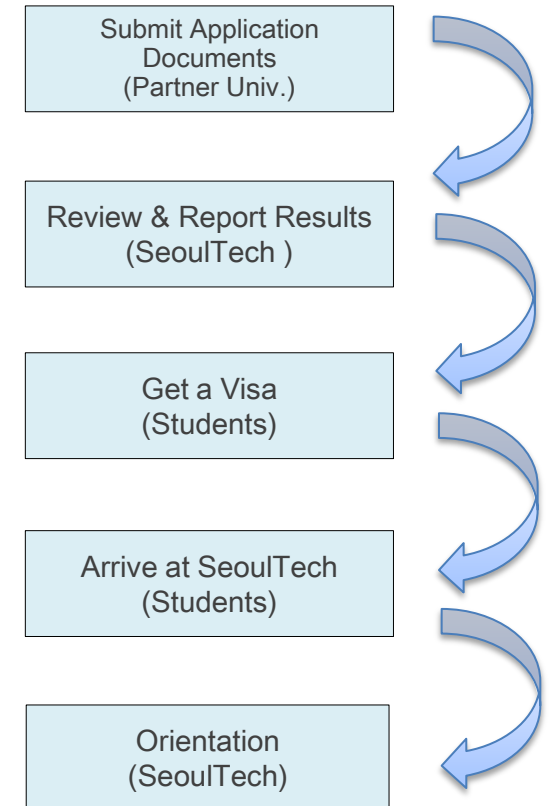 Submit Application
Documents
(Partner Univ.)
Review & Report Results
(SeoulTech )
Get a Visa
(Students)
Arrive at SeoulTech
(Students)
Orientation
(SeoulTech)